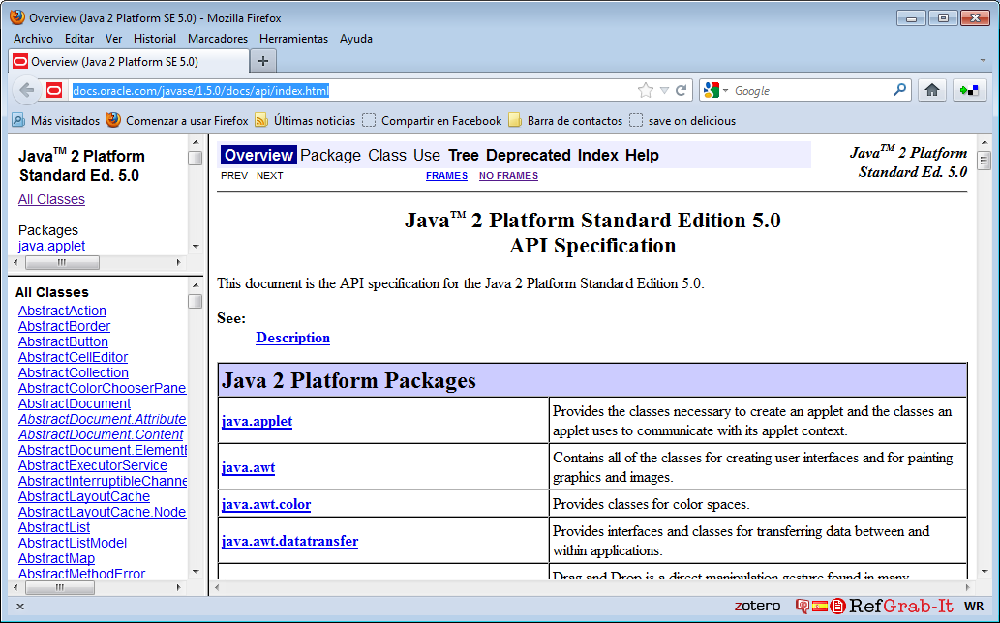 Overview (Java 2 Platform SE 5.0) - Mozilla Firefox
Archivo Editar Ver Historial Marcadores Herramientas Ayuda
Overview (Java 2 Platform SE 5.0)
docs.oracle.com/javase/1.5.0/docs/api/index.html
Google
Más visitados Comenzar a usar Firefox Últimas noticias Compartir en Facebook Barra de contactos save on delicious
Java™ 2 Platform
Standard Ed. 5.0
All Classes
Packages
java.applet
All Classes
AbstractAction
AbstractBorder
AbstractButton
AbstractCellEditor
AbstractCollection
AbstractColorChooserPane
AbstractDocument
AbstractDocument.Attribute
AbstractDocument.Content
AbstractDocument.ElementE
AbstractExecutorService
AbstractInterruptibleChanne
AbstractLayoutCache
AbstractLayoutCache.Node
AbstractList
AbstractListModel
AbstractMap
AbstractMethodError
Overview Package Class Use Tree Deprecated Index Help
PREV NEXT
FRAMES NO FRAMES
Java™ 2 Platform
Standard Ed. 5.0
Java™ 2 Platform Standard Edition 5.0
API Specification
This document is the API specification for the Java 2 Platform Standard Edition 5.0.
See:
Description
Java 2 Platform Packages
java.applet
Provides the classes necessary to create an applet and the classes an
applet uses to communicate with its applet context.
java.awt
Contains all of the classes for creating user interfaces and for painting
graphics and images.
java.awt.color
Provides classes for color spaces.
java.awt.datatransfer
Provides interfaces and classes for transferring data between and
within applications.
Drag and Drop is a direct manipulation gesture found in many
zotero RefGrab-It WR